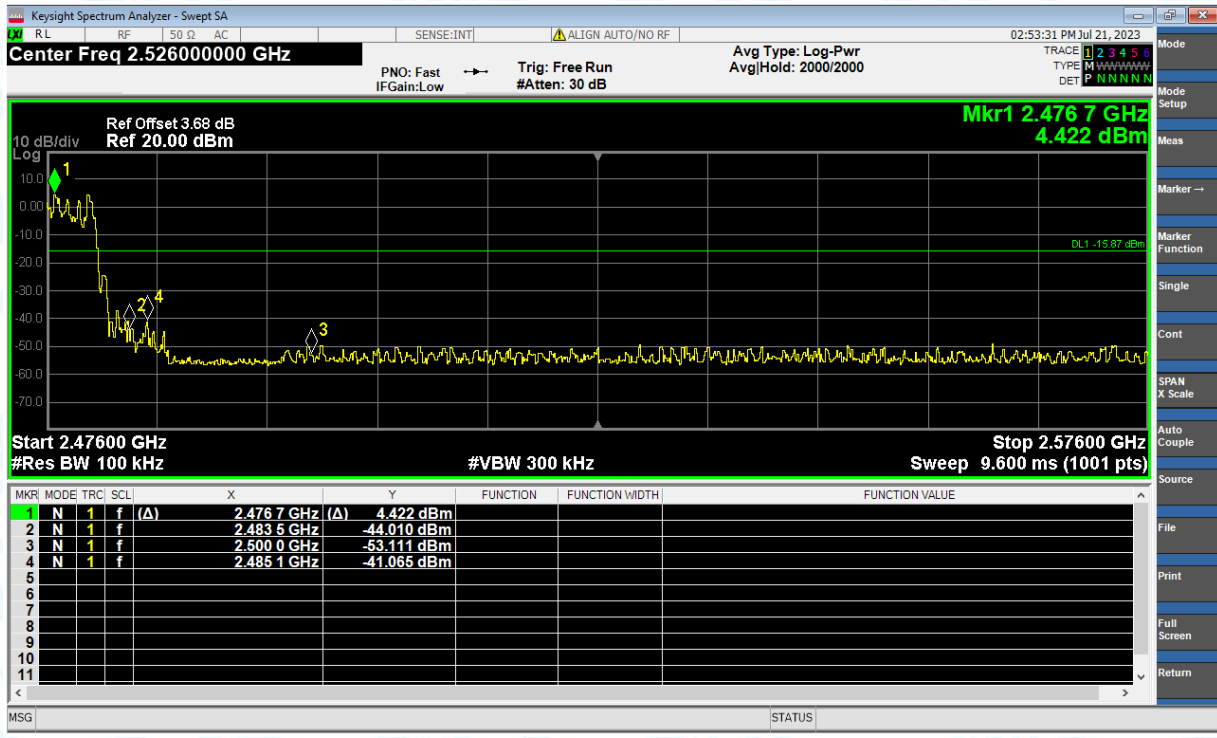 Keysight Spectrum Analyzer - Swept SA
LXI RL RF 50 Ω AC SENSE:INT ALIGN AUTO/NO RF 02:53:31 PM Jul 21, 2023
Center Freq 2.526000000 GHz
PNO: Fast
IFGain:Low
Trig: Free Run
#Atten: 30 dB
Avg Type: Log-Pwr
Avg|Hold: 2000/2000
TRACE 1 2 3 4 5 6
TYPE M WWWWW
DET P N N N N N
Mkr1 2.476 7 GHz
4.422 dBm
Ref Offset 3.68 dB
10 dB/div Ref 20.00 dBm
Log
10.0
0.00
-10.0
-20.0
-30.0
-40.0
-50.0
-60.0
-70.0
1
2
4
3
DL1 -15.87 dBm
Start 2.47600 GHz Stop 2.57600 GHz
#Res BW 100 kHz #VBW 300 kHz Sweep 9.600 ms (1001 pts)
MKR MODE TRC SCL X Y FUNCTION FUNCTION WIDTH FUNCTION VALUE
1 N 1 f (Δ) 2.476 7 GHz (Δ) 4.422 dBm
2 N 1 f 2.483 5 GHz -44.010 dBm
3 N 1 f 2.500 0 GHz -53.111 dBm
4 N 1 f 2.485 1 GHz -41.065 dBm
5
6
7
8
9
10
11
MSG STATUS
Mode
Mode
Setup
Meas
Marker →
Marker
Function
Single
Cont
SPAN
X Scale
Auto
Couple
Source
File
Print
Full
Screen
Return